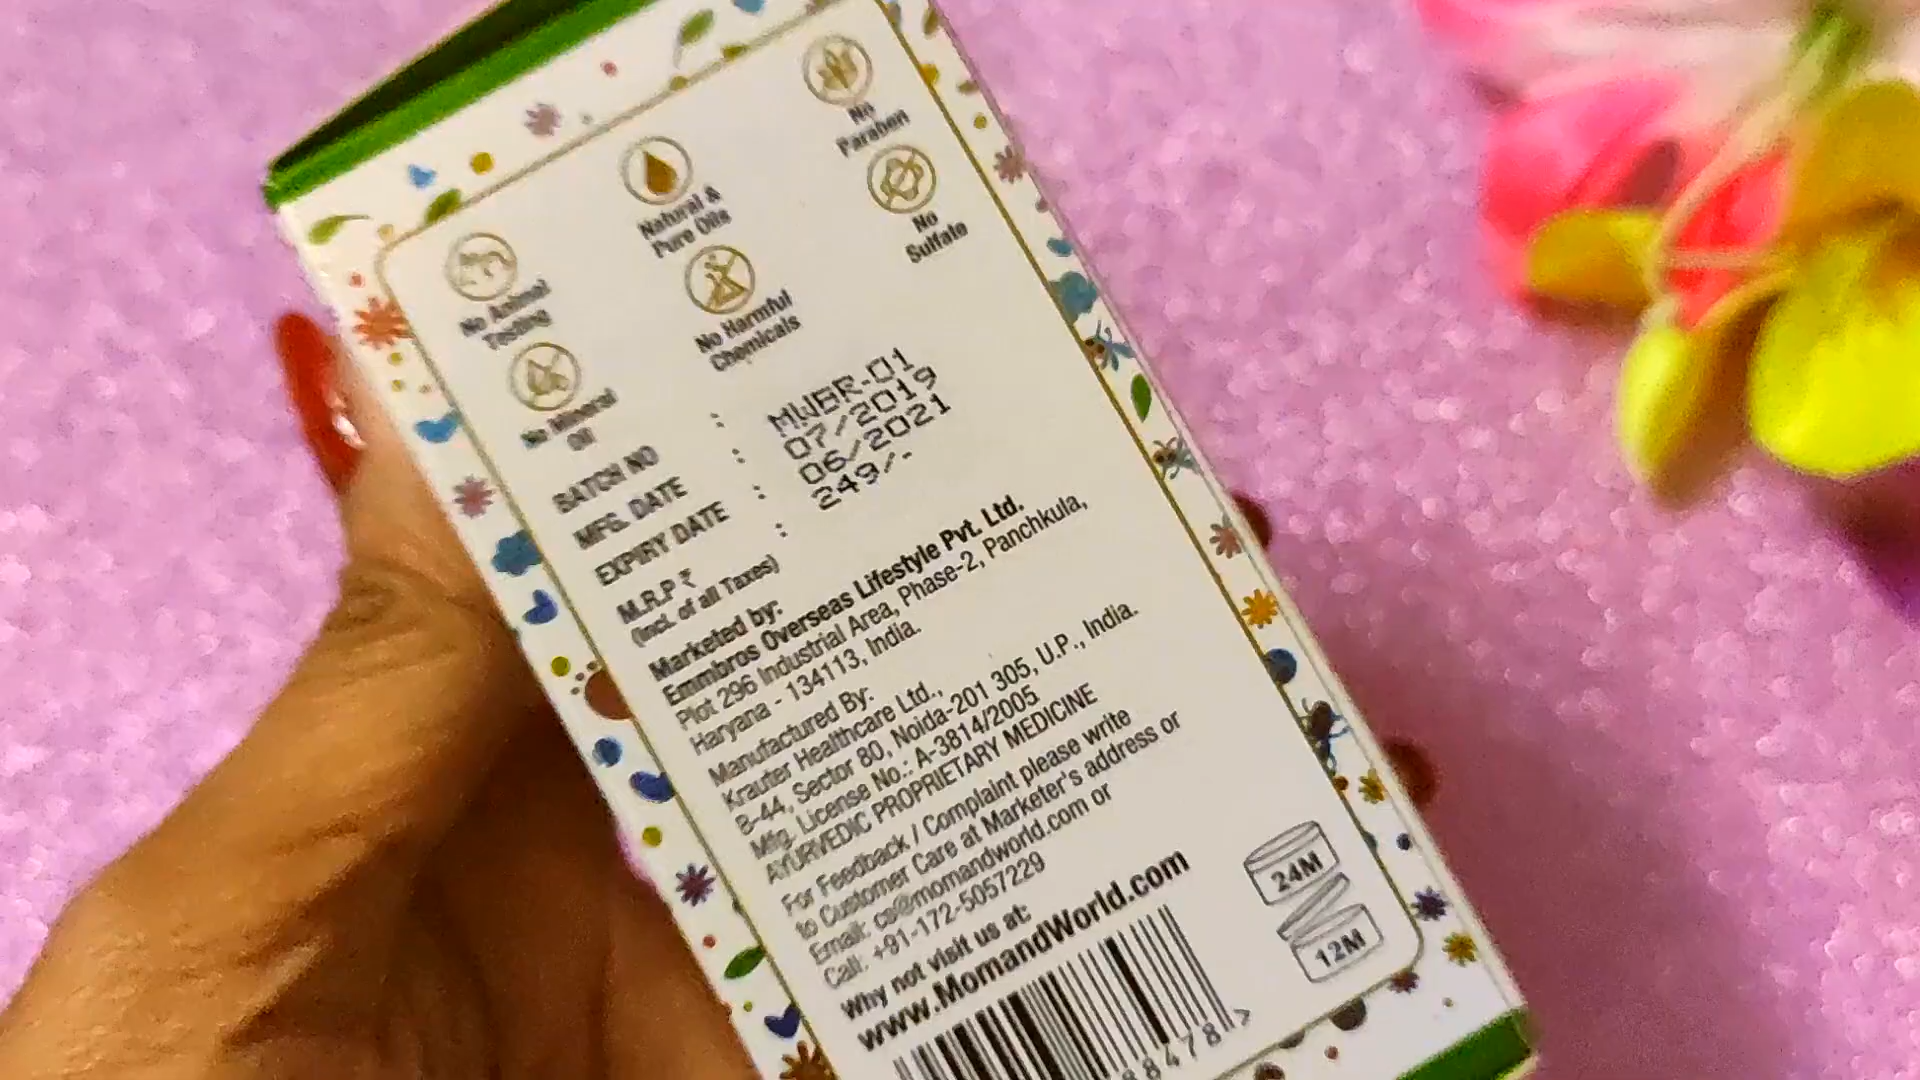 No Animal
Testing
Natural &
Pure Oils
No
Paraben
No Mineral
Oil
No Harmful
Chemicals
No
Sulfate
BATCH NO : MWBR-01
MFG. DATE : 07/2019
EXPIRY DATE : 06/2021
M.R.P ₹ : 249/-
(Incl. of all Taxes)
Marketed by:
Emmbros Overseas Lifestyle Pvt. Ltd.
Plot 296 Industrial Area, Phase-2, Panchkula,
Haryana - 134113, India.
Manufactured By:
Krauter Healthcare Ltd.,
B-44, Sector 80, Noida-201 305, U.P., India.
Mfg. License No.: A-3814/2005
AYURVEDIC PROPRIETARY MEDICINE
For Feedback / Complaint please write
to Customer Care at Marketer's address or
Email: cs@momandworld.com or
Call: +91-172-5057229
Why not visit us at:
www.MomandWorld.com
24M
12M
88478>